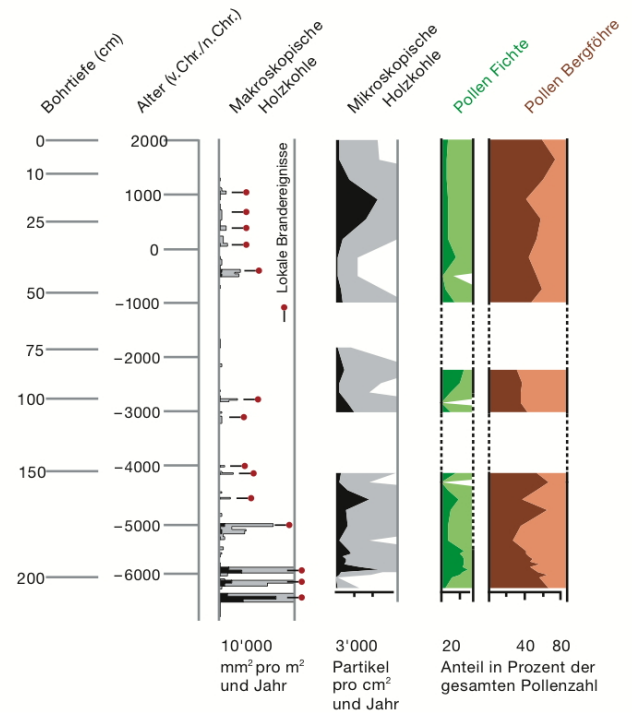 Bohrtiefe (cm)
Alter (v.Chr./n.Chr.)
Makroskopische
Holzkohle
Mikroskopische
Holzkohle
Pollen Fichte
Pollen Bergföhre
Lokale Brandereignisse
0
10
25
50
75
100
150
200
2000
1000
0
−1000
−2000
−3000
−4000
−5000
−6000
10'000
mm² pro m²
und Jahr
3'000
Partikel
pro cm²
und Jahr
20
40
80
Anteil in Prozent der
gesamten Pollenzahl